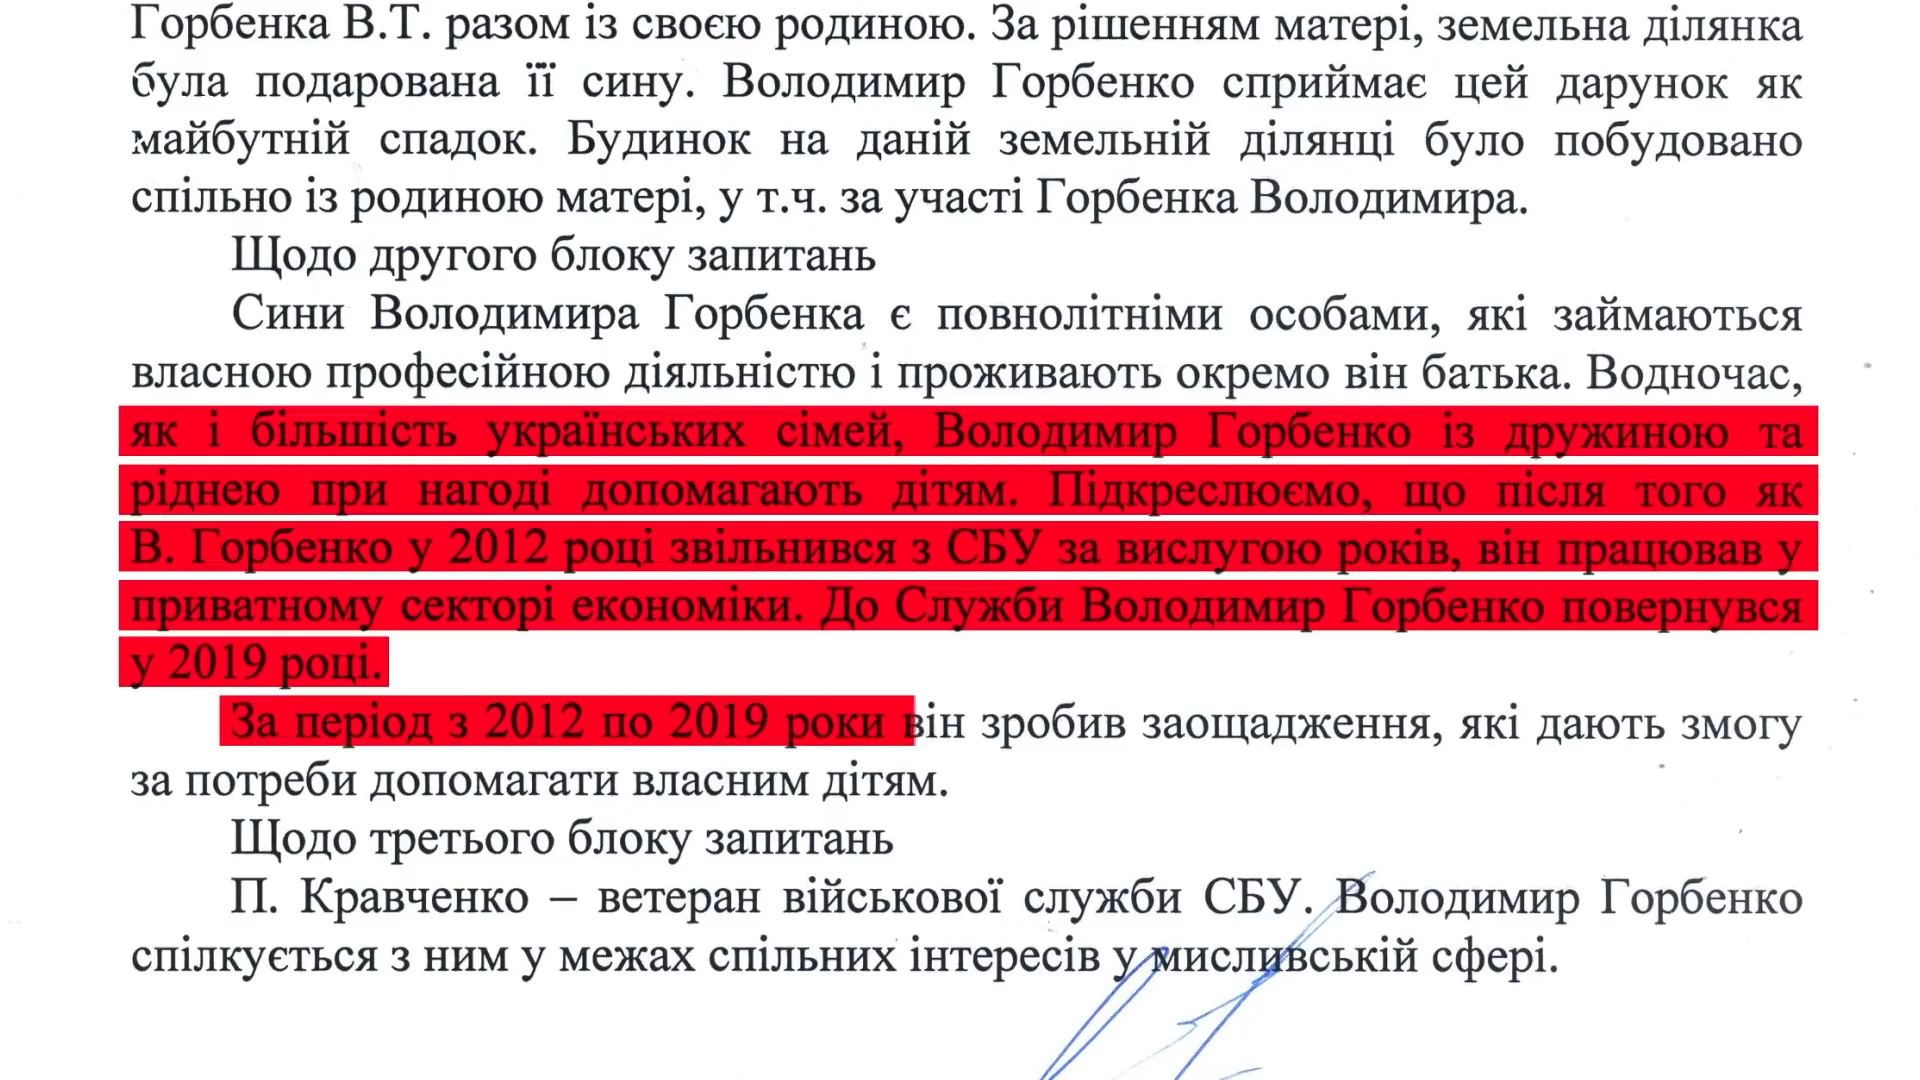 Горбенка В.Т. разом із своєю родиною. За рішенням матері, земельна ділянка
була подарована її сину. Володимир Горбенко сприймає цей дарунок як
майбутній спадок. Будинок на даній земельній ділянці було побудовано
спільно із родиною матері, у т.ч. за участі Горбенка Володимира.
Щодо другого блоку запитань
Сини Володимира Горбенка є повнолітніми особами, які займаються
власною професійною діяльністю і проживають окремо він батька. Водночас,
як і більшість українських сімей, Володимир Горбенко із дружиною та
ріднею при нагоді допомагають дітям. Підкреслюємо, що після того як
В. Горбенко у 2012 році звільнився з СБУ за вислугою років, він працював у
приватному секторі економіки. До Служби Володимир Горбенко повернувся
у 2019 році.
За період з 2012 по 2019 роки він зробив заощадження, які дають змогу
за потреби допомагати власним дітям.
Щодо третього блоку запитань
П. Кравченко – ветеран військової служби СБУ. Володимир Горбенко
спілкується з ним у межах спільних інтересів у мисливській сфері.